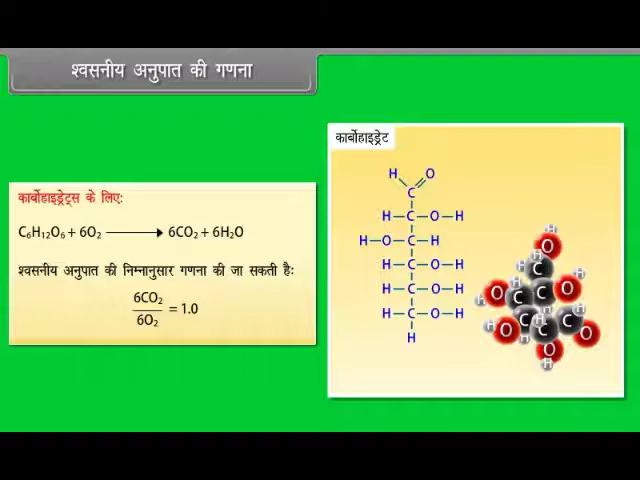 श्वसनीय अनुपात की गणना
कार्बोहाइड्रेट्स के लिए:
C₆H₁₂O₆ + 6O₂ ⟶ 6CO₂ + 6H₂O
श्वसनीय अनुपात की निम्नानुसार गणना की जा सकती है:
6CO₂
6O₂
= 1.0
कार्बोहाइड्रेट
H O
C
H–C–O–H
H–O–C–H
H–C–O–H
H–C–O–H
H–C–O–H
H
H
O
H
H
C
H
O
H
C
O
H
C
H
C
H
C
H
O
H
C
O
H
O
H